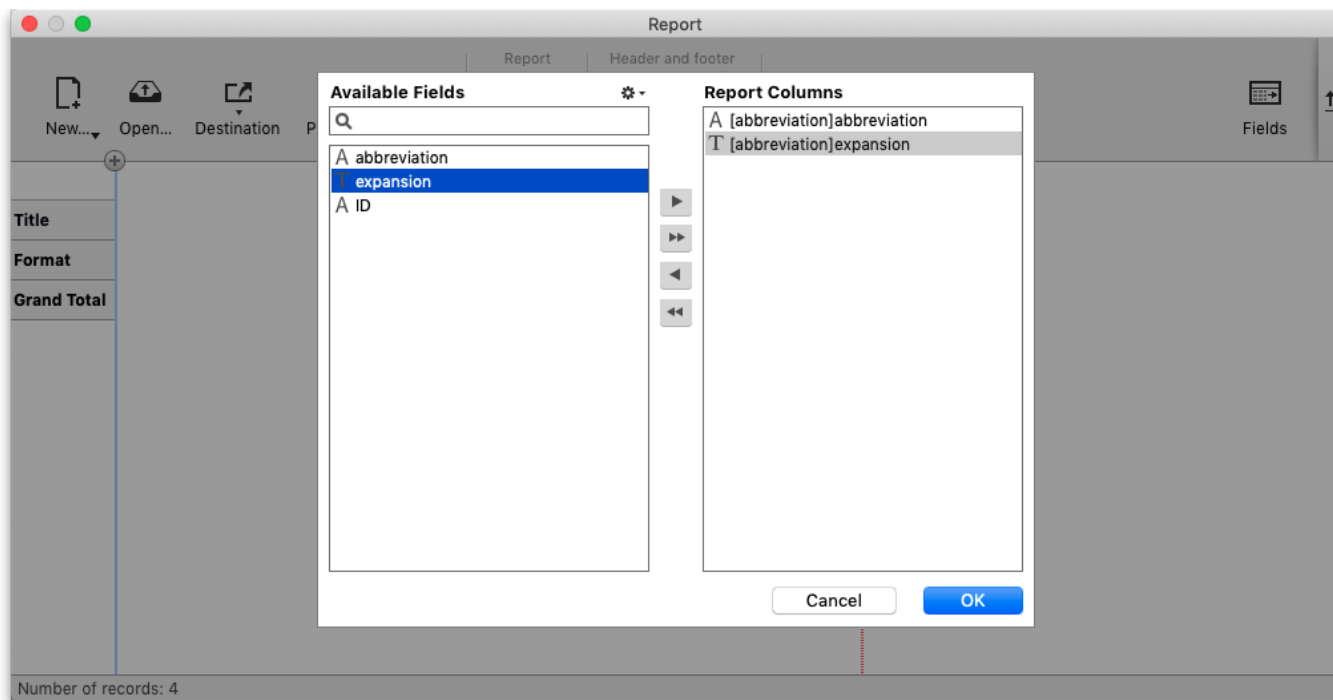 Report
Report
Header and footer
New...
Open...
Destination
P
Fields
Title
Format
Grand Total
Available Fields
A abbreviation
T expansion
A ID
Report Columns
A [abbreviation]abbreviation
T [abbreviation]expansion
Cancel
OK
Number of records: 4